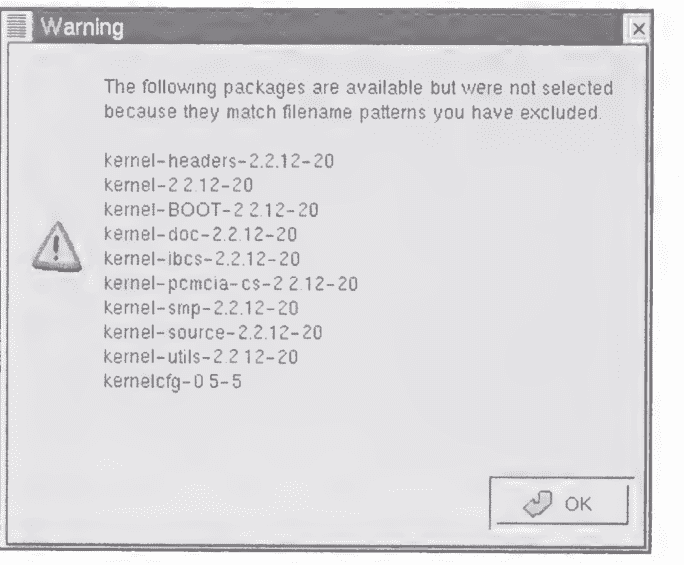 Warning
The following packages are available but were not selected
because they match filename patterns you have excluded.
kernel-headers-2.2.12-20
kernel-2 2.12-20
kernel-BOOT-2 2.12-20
kernel-doc-2.2.12-20
kernel-ibcs-2.2.12-20
kernel-pcmcia-cs-2 2.12-20
kernel-smp-2.2.12-20
kernel-source-2.2.12-20
kernel-utils-2.2 12-20
kernelcfg-0 5-5
OK